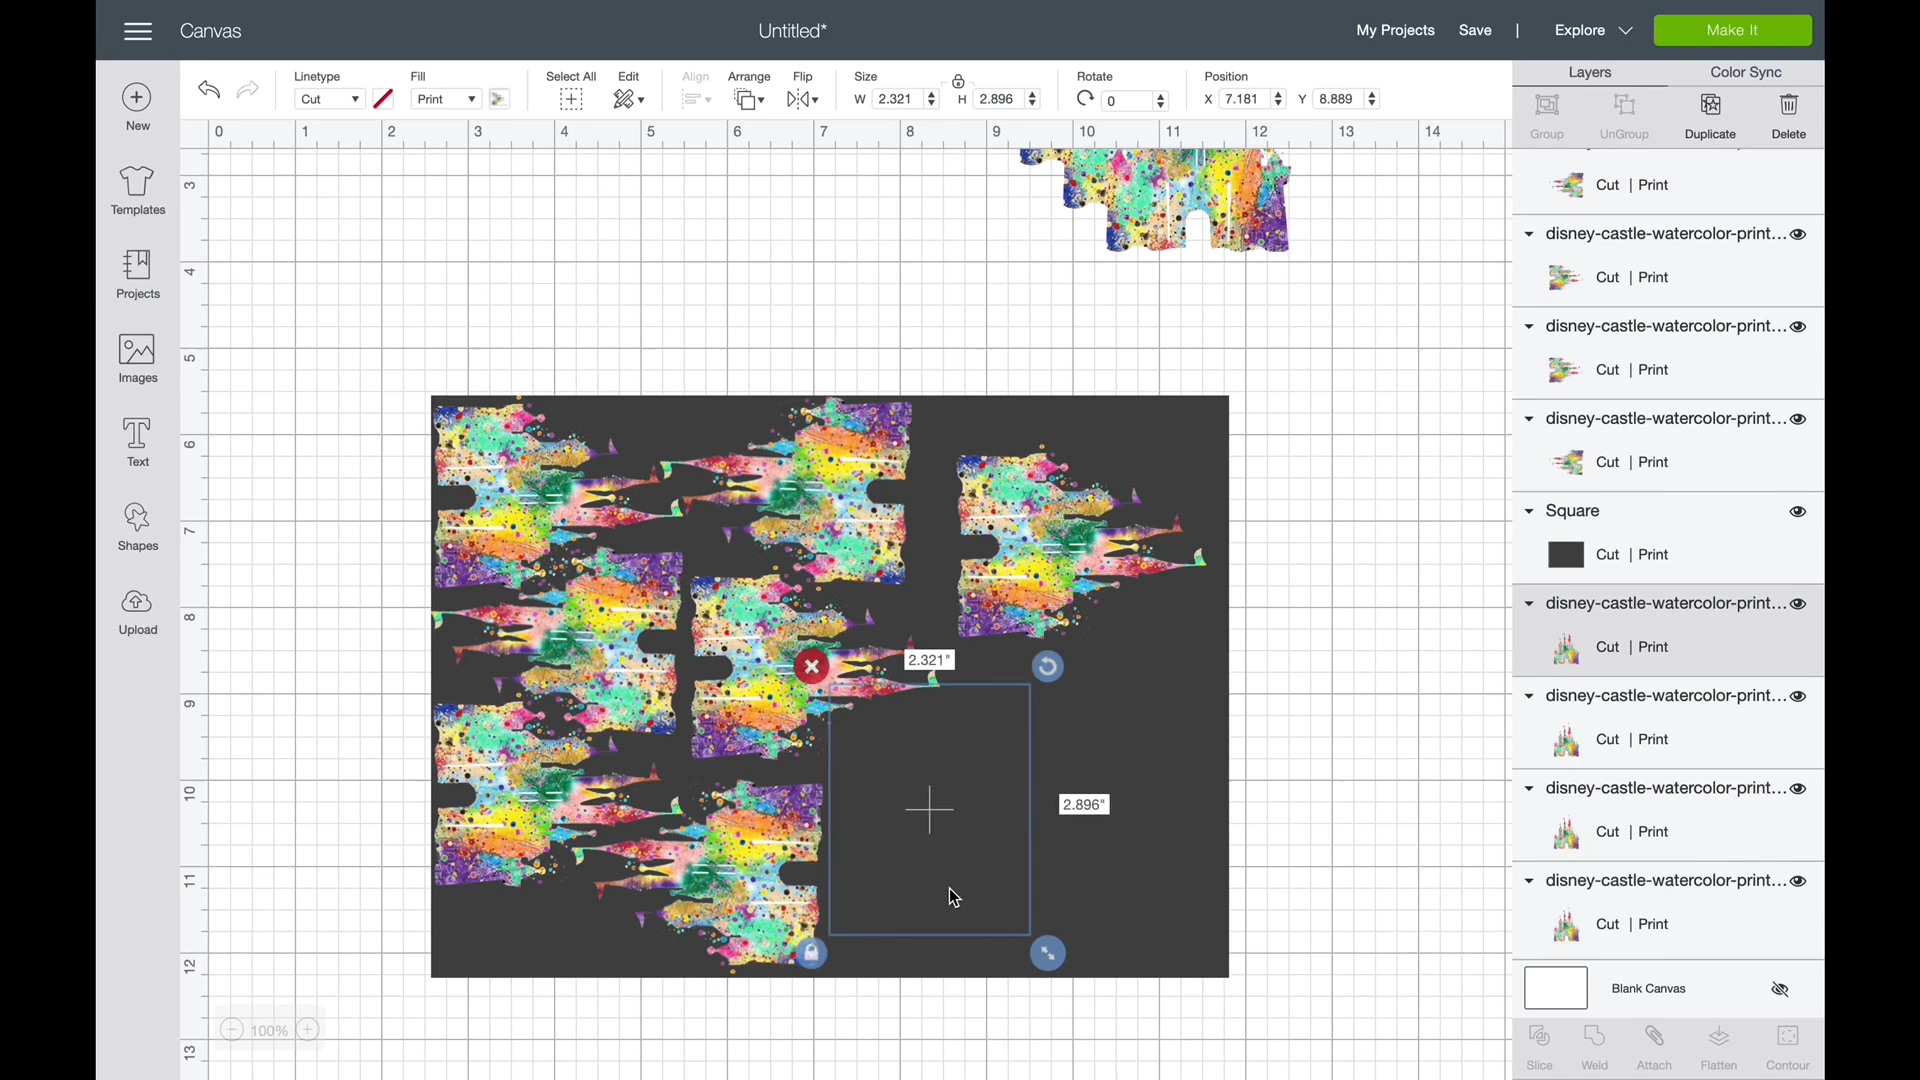 Canvas
Untitled*
My Projects
Save
|
Explore
Make It
New
Templates
Projects
Images
Text
Shapes
Upload
Linetype
Cut
Fill
Print
Select All
Edit
Align
Arrange
Flip
Size
W 2.321
H 2.896
Rotate
0
Position
X 7.181
Y 8.889
0 1 2 3 4 5 6 7 8 9 10 11 12 13 14
3
4
5
6
7
8
9
10
11
12
13
2.321"
2.896"
100%
Layers
Color Sync
Group
UnGroup
Duplicate
Delete
Cut | Print
disney-castle-watercolor-print...
Cut | Print
disney-castle-watercolor-print...
Cut | Print
disney-castle-watercolor-print...
Cut | Print
Square
Cut | Print
disney-castle-watercolor-print...
Cut | Print
disney-castle-watercolor-print...
Cut | Print
disney-castle-watercolor-print...
Cut | Print
disney-castle-watercolor-print...
Cut | Print
Blank Canvas
Slice
Weld
Attach
Flatten
Contour